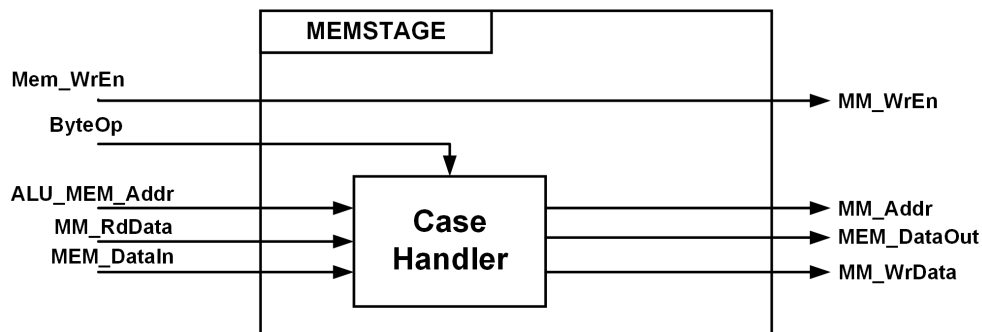 MEMSTAGE
Mem_WrEn
MM_WrEn
ByteOp
ALU_MEM_Addr
MM_RdData
MEM_DataIn
Case
Handler
MM_Addr
MEM_DataOut
MM_WrData